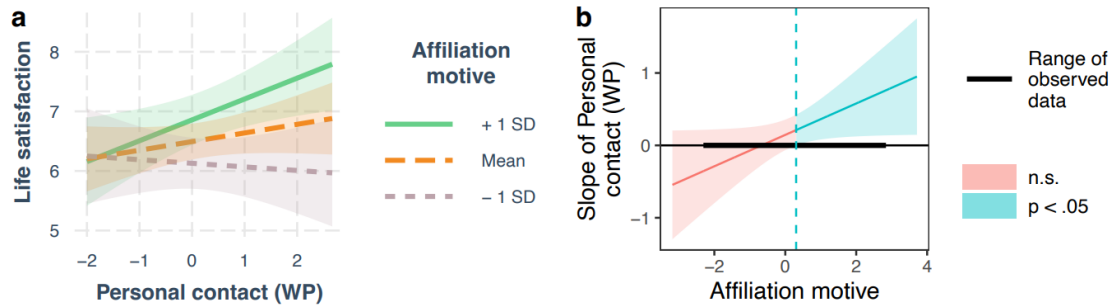 a
Life satisfaction
8
7
6
5
−2
−1
0
1
2
Personal contact (WP)
Affiliation
motive
+ 1 SD
Mean
− 1 SD
b
Slope of Personal
contact (WP)
1
0
−1
−2
0
2
4
Affiliation motive
Range of
observed
data
n.s.
p < .05